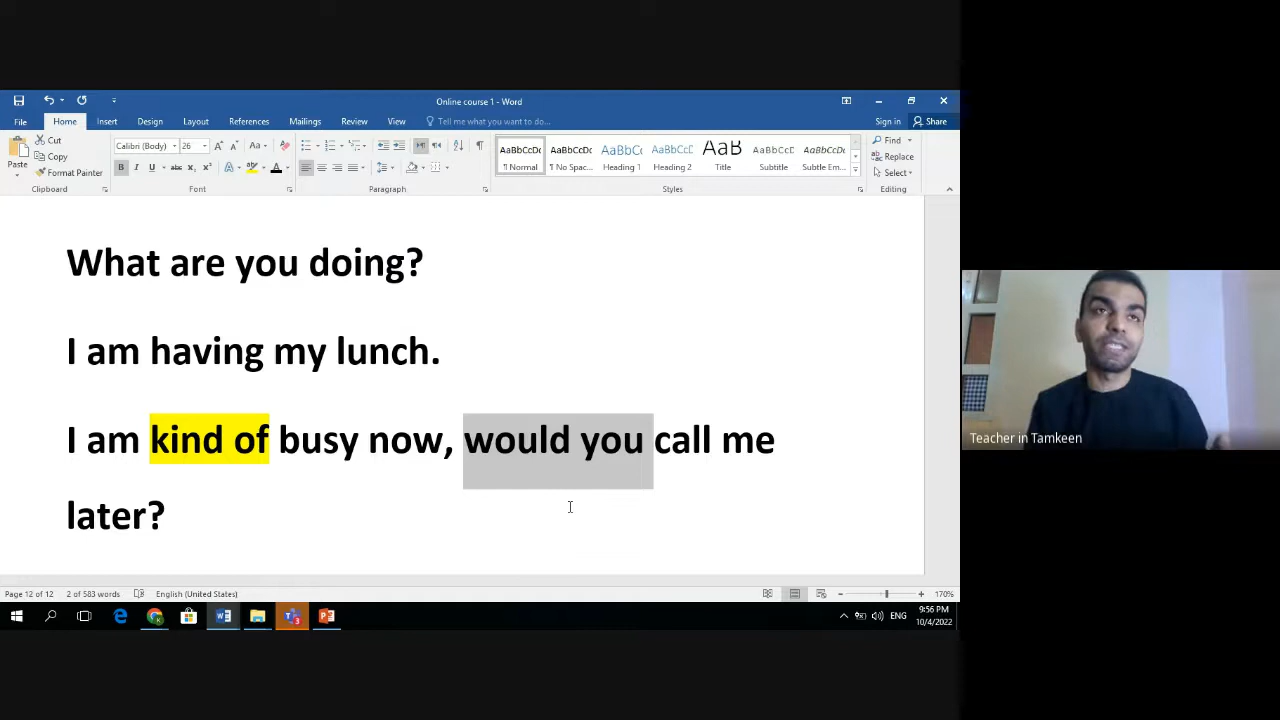 Online course 1 - Word
File Home Insert Design Layout References Mailings Review View Tell me what you want to do... Sign in Share
Paste Cut Copy Format Painter
Calibri (Body) 26
AaBbCcDc AaBbCcDc AaBbCc AaBbCcC AaB AaBbCcC AaBbCcDc
¶ Normal ¶ No Spac... Heading 1 Heading 2 Title Subtitle Subtle Em...
Find Replace Select
Clipboard Font Paragraph Styles Editing
What are you doing?
I am having my lunch.
I am kind of busy now, would you call me
later?
Teacher in Tamkeen
Page 12 of 12 2 of 583 words English (United States) 170%
ENG 9:56 PM
10/4/2022